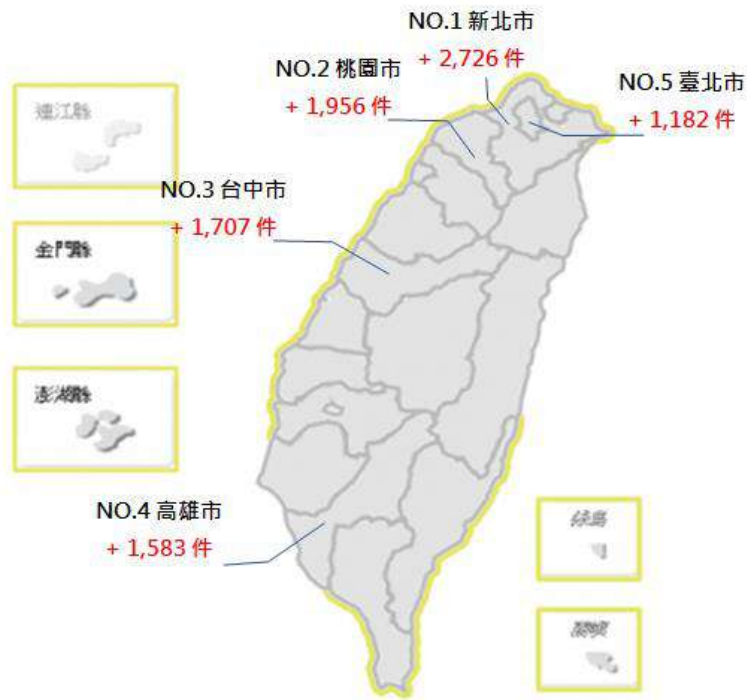 NO.1 新北市
+ 2,726 件
NO.2 桃園市
+ 1,956 件
NO.5 臺北市
+ 1,182 件
連江縣
NO.3 台中市
+ 1,707 件
金門縣
澎湖縣
NO.4 高雄市
+ 1,583 件
綠島
蘭嶼